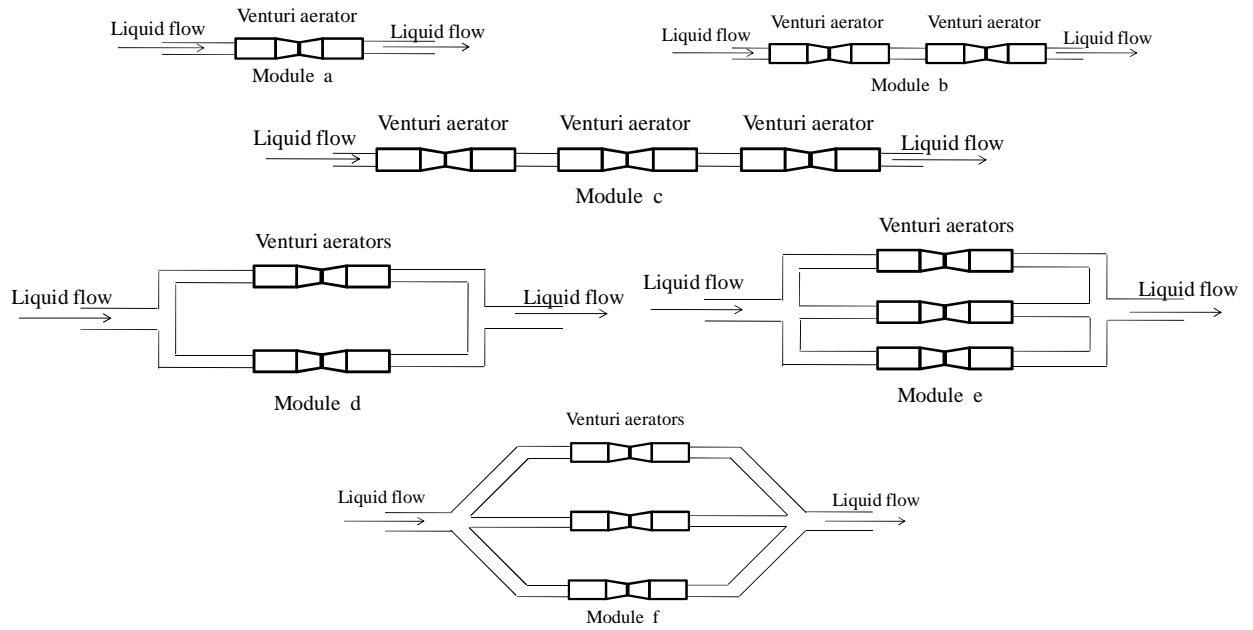 Venturi aerator
Liquid flow
Liquid flow
Module a
Venturi aerator
Venturi aerator
Liquid flow
Liquid flow
Module b
Venturi aerator
Venturi aerator
Venturi aerator
Liquid flow
Liquid flow
Module c
Venturi aerators
Liquid flow
Liquid flow
Module d
Venturi aerators
Liquid flow
Liquid flow
Module e
Venturi aerators
Liquid flow
Liquid flow
Module f